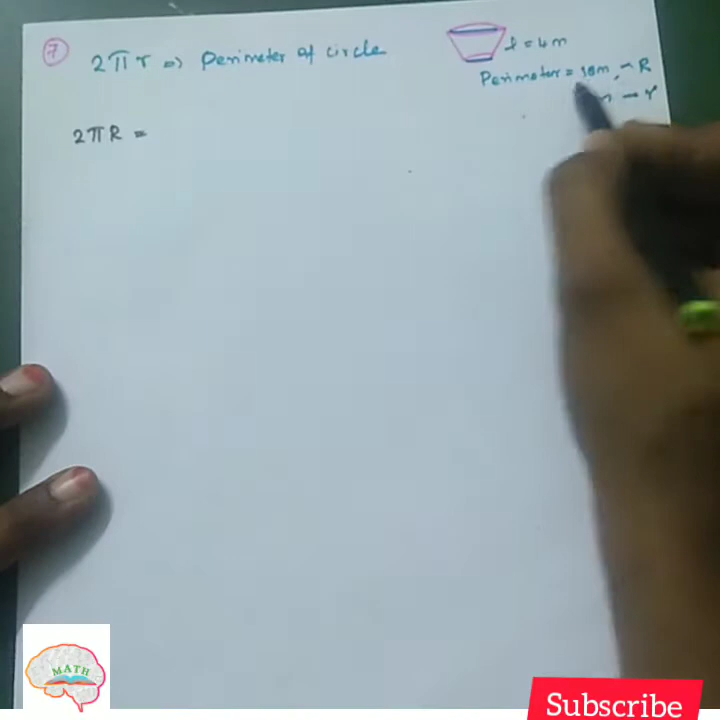 7 2πr ⇒ Perimeter of circle
l = 4m
Perimeter = 18m, → R
→ r
2πR =
MATH
Subscribe